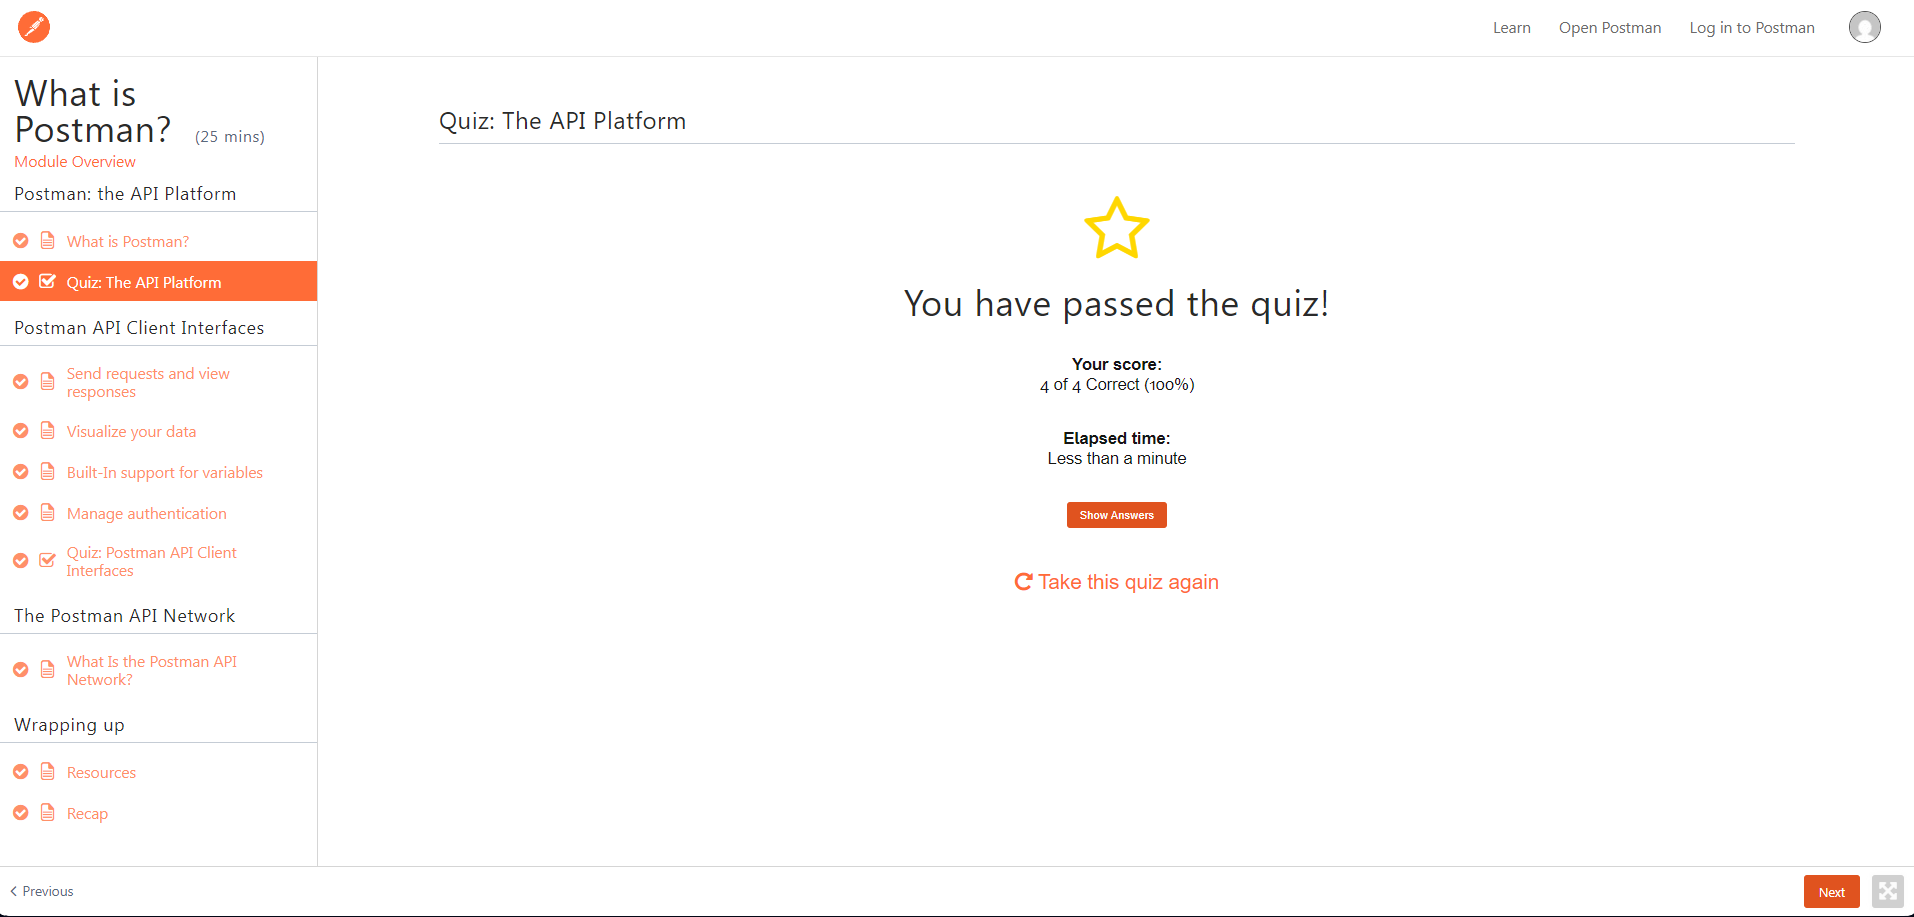 Learn
Open Postman
Log in to Postman
What is
Postman? (25 mins)
Module Overview
Postman: the API Platform
What is Postman?
Quiz: The API Platform
Postman API Client Interfaces
Send requests and view
responses
Visualize your data
Built-In support for variables
Manage authentication
Quiz: Postman API Client
Interfaces
The Postman API Network
What Is the Postman API
Network?
Wrapping up
Resources
Recap
Quiz: The API Platform
You have passed the quiz!
Your score:
4 of 4 Correct (100%)
Elapsed time:
Less than a minute
Show Answers
Take this quiz again
Previous
Next